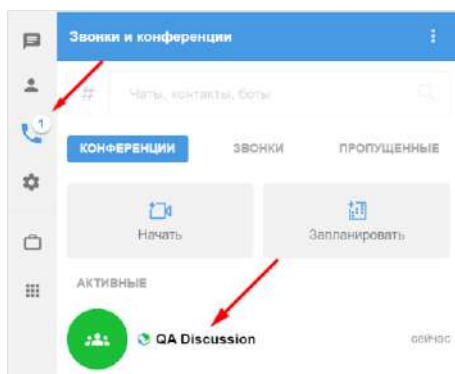 Звонки и конференции
1
# Чаты, контакты, боты
КОНФЕРЕНЦИИ ЗВОНКИ ПРОПУЩЕННЫЕ
Начать Запланировать
АКТИВНЫЕ
QA Discussion сейчас